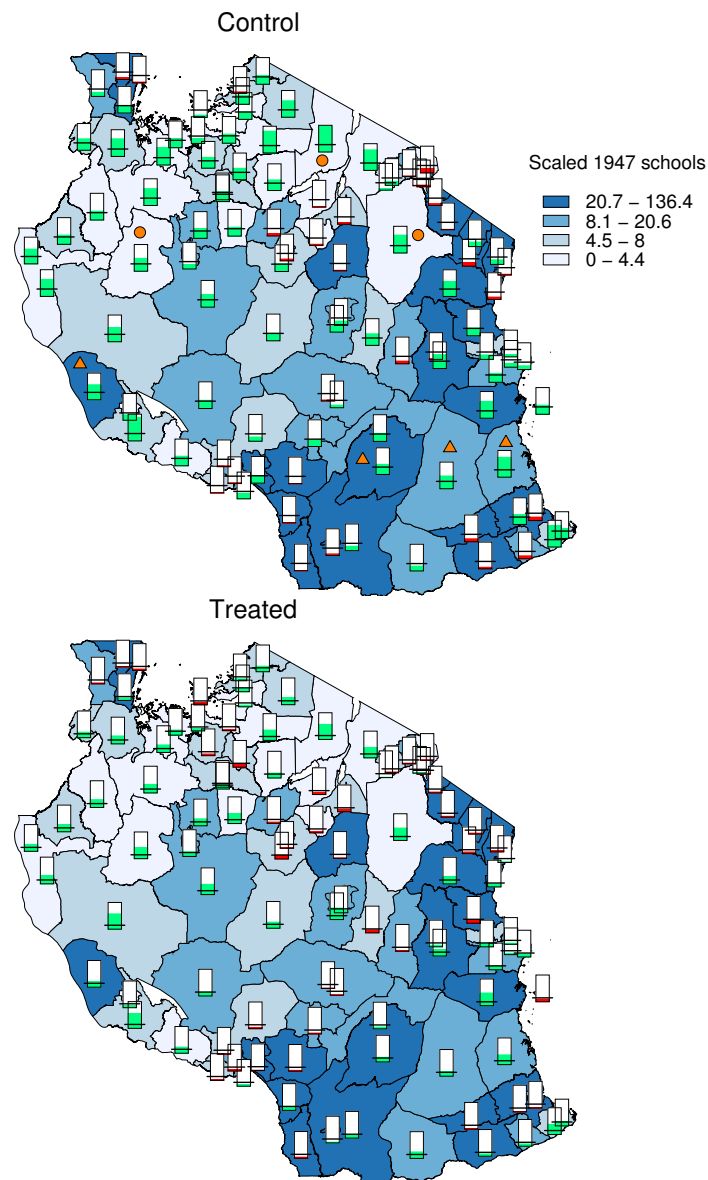 Control
Scaled 1947 schools
20.7 − 136.4
8.1 − 20.6
4.5 − 8
0 − 4.4
Treated